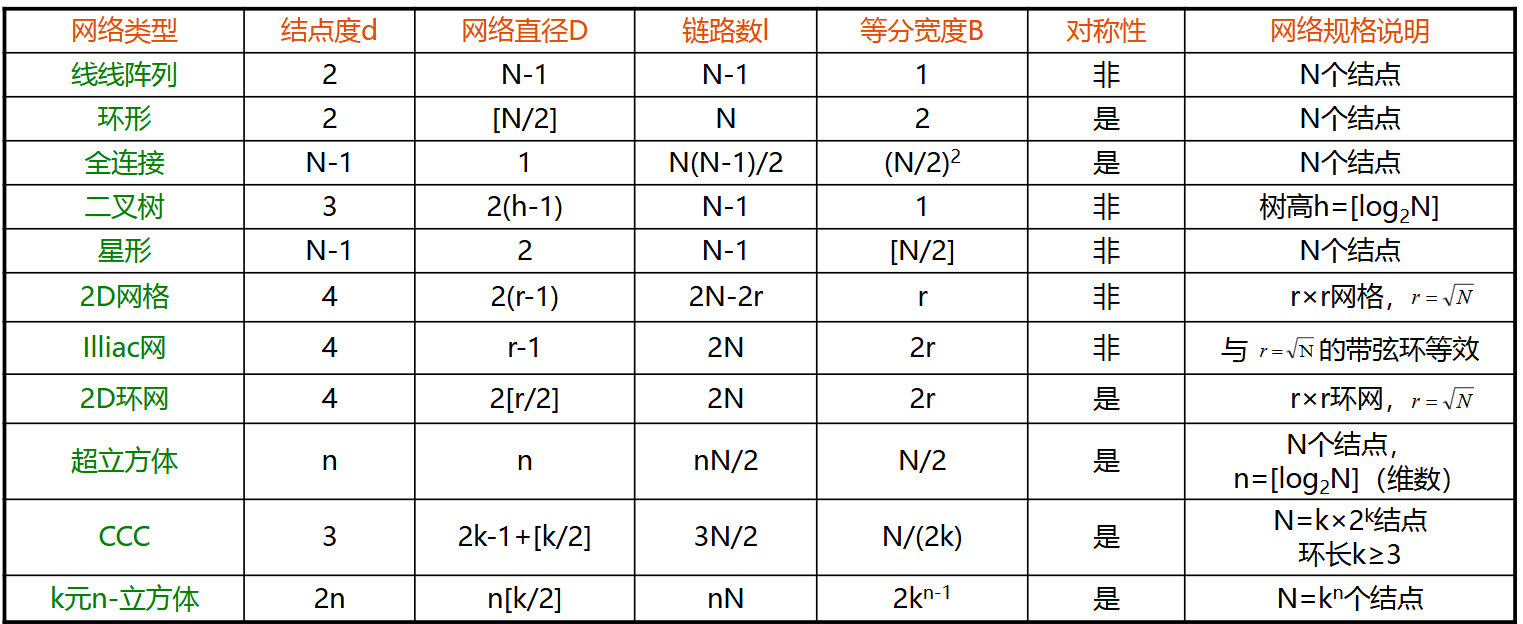 网络类型 结点度d 网络直径D 链路数l 等分宽度B 对称性 网络规格说明
线线阵列 2 N-1 N-1 1 非 N个结点
环形 2 [N/2] N 2 是 N个结点
全连接 N-1 1 N(N-1)/2 (N/2)² 是 N个结点
二叉树 3 2(h-1) N-1 1 非 树高h=[log₂N]
星形 N-1 2 N-1 [N/2] 非 N个结点
2D网格 4 2(r-1) 2N-2r r 非 r×r网格，r=√N
Illiac网 4 r-1 2N 2r 非 与 r=√N 的带弦环等效
2D环网 4 2[r/2] 2N 2r 是 r×r环网，r=√N
超立方体 n n nN/2 N/2 是 N个结点，
n=[log₂N]（维数）
CCC 3 2k-1+[k/2] 3N/2 N/(2k) 是 N=k×2ᵏ结点
环长k≥3
k元n-立方体 2n n[k/2] nN 2kⁿ⁻¹ 是 N=kⁿ个结点